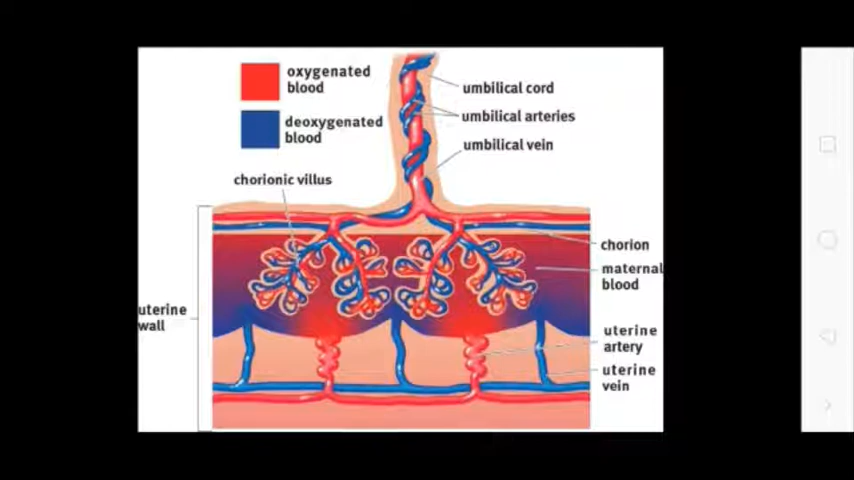 oxygenated
blood
deoxygenated
blood
umbilical cord
umbilical arteries
umbilical vein
chorionic villus
chorion
maternal
blood
uterine
wall
uterine
artery
uterine
vein